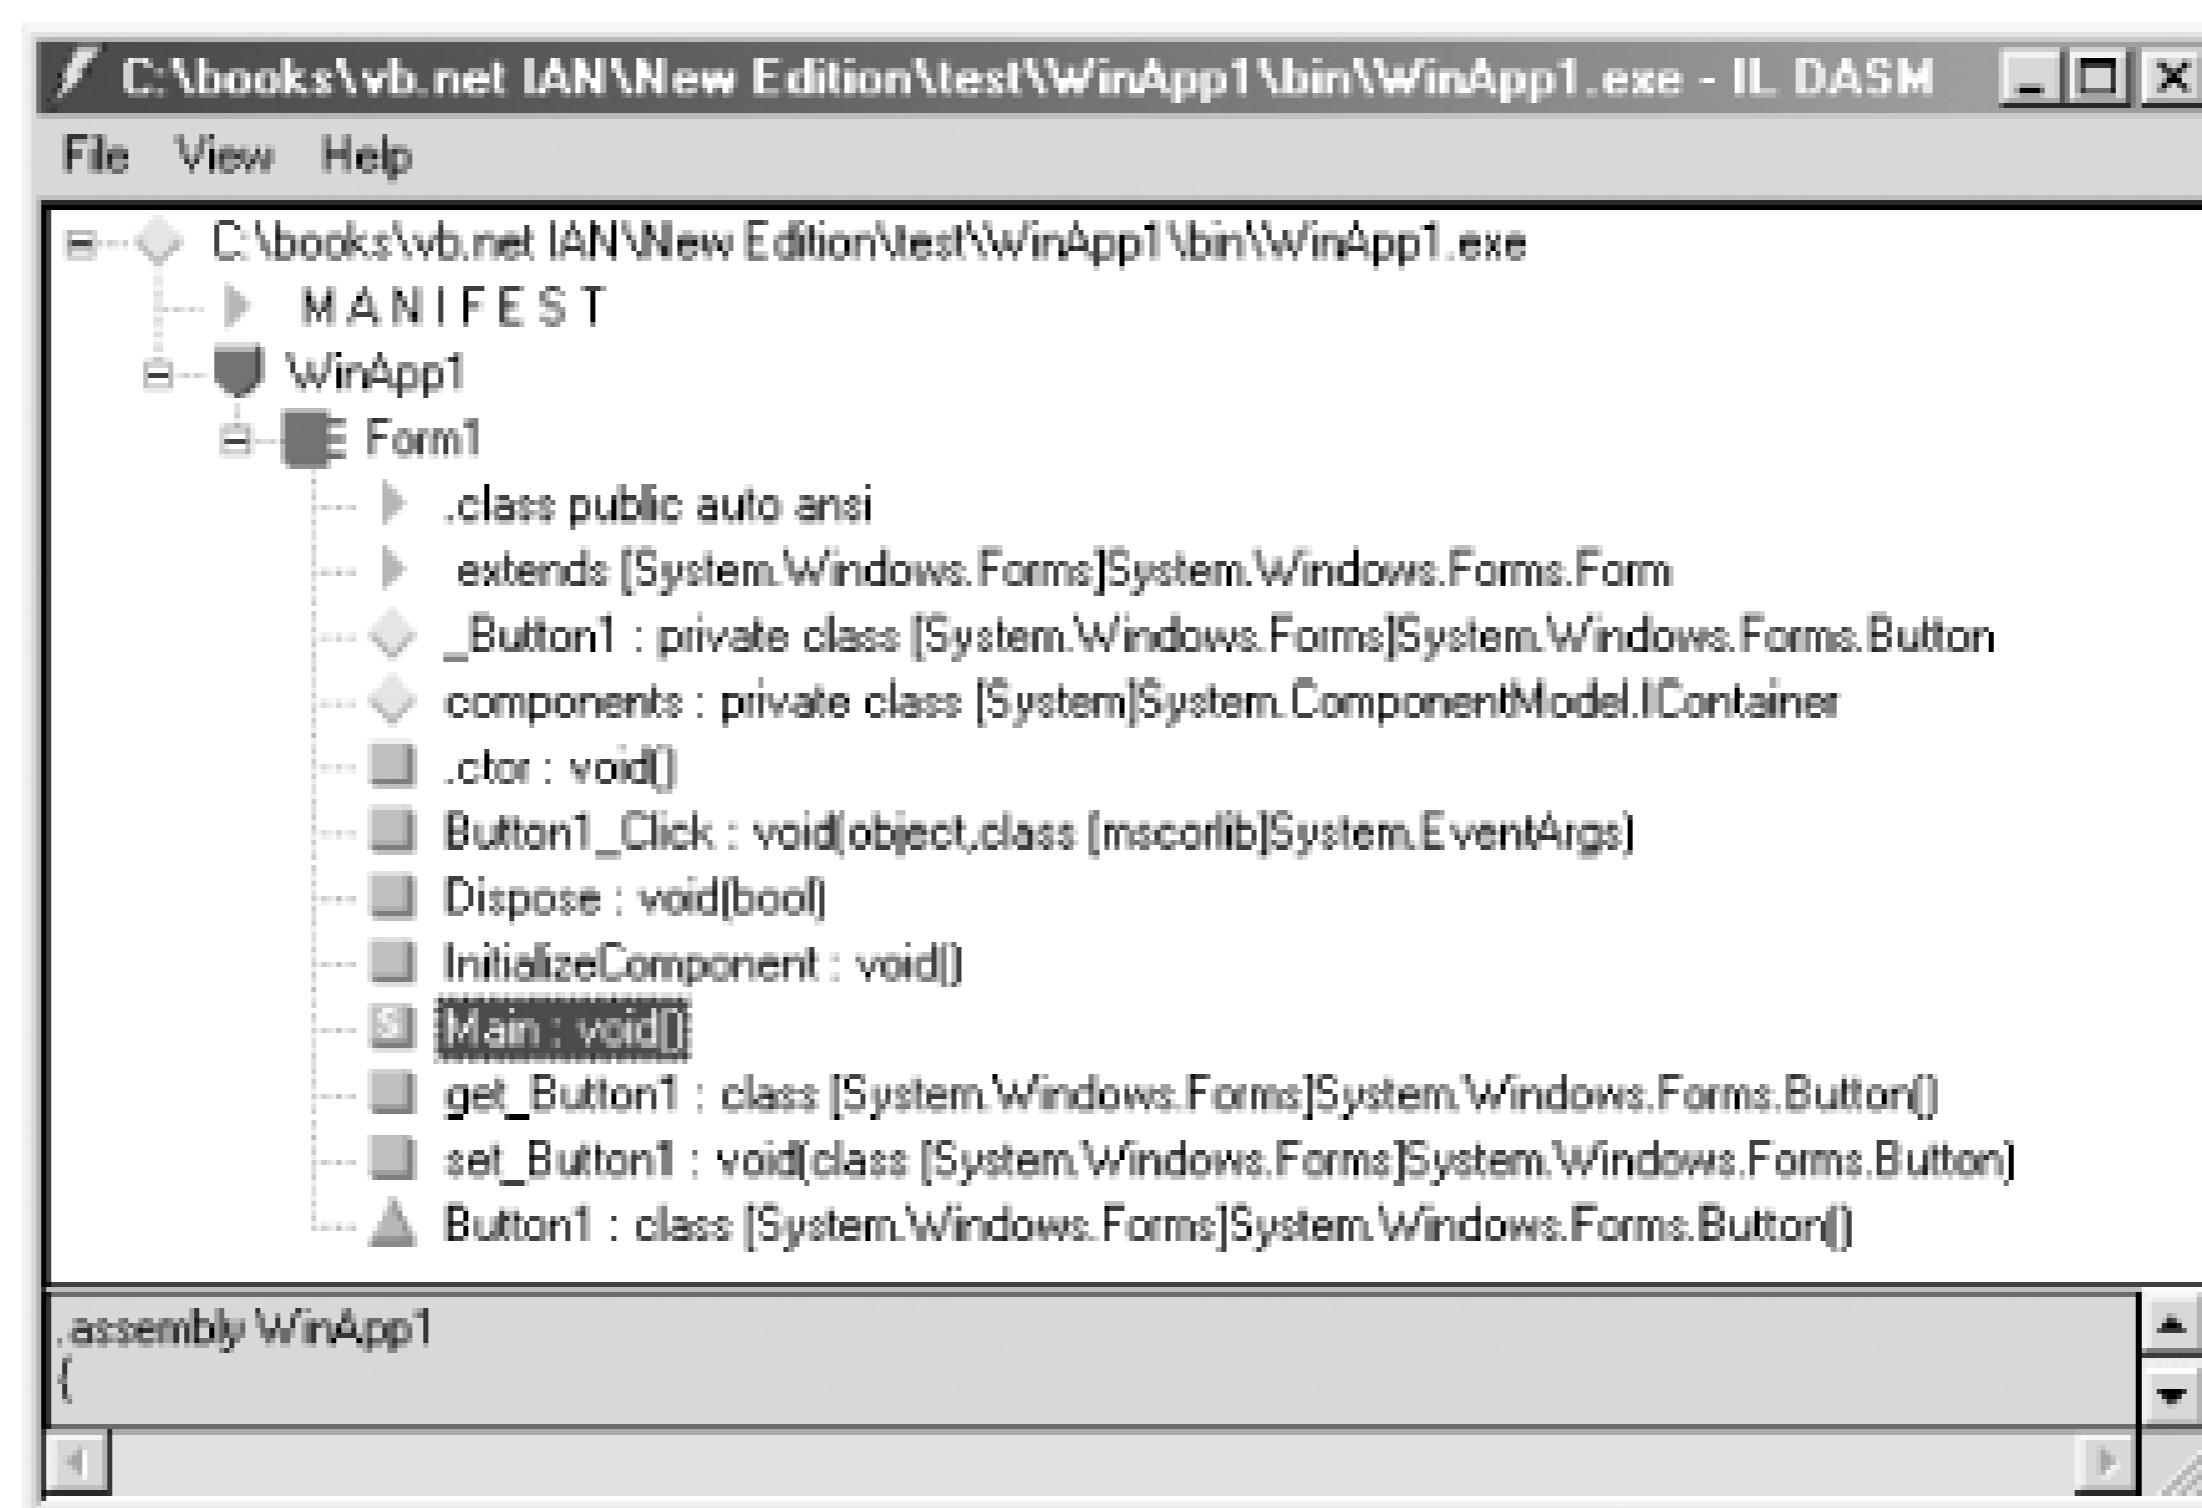 C:\books\vb.net IAN\New Edition\test\WinApp1\bin\WinApp1.exe - IL DASM
File View Help
C:\books\vb.net IAN\New Edition\test\WinApp1\bin\WinApp1.exe
M A N I F E S T
WinApp1
Form1
.class public auto ansi
extends [System.Windows.Forms]System.Windows.Forms.Form
_Button1 : private class [System.Windows.Forms]System.Windows.Forms.Button
components : private class [System]System.ComponentModel.IContainer
.ctor : void()
Button1_Click : void(object,class [mscorlib]System.EventArgs)
Dispose : void(bool)
InitializeComponent : void()
S Main : void()
get_Button1 : class [System.Windows.Forms]System.Windows.Forms.Button()
set_Button1 : void(class [System.Windows.Forms]System.Windows.Forms.Button)
Button1 : class [System.Windows.Forms]System.Windows.Forms.Button()
.assembly WinApp1
{